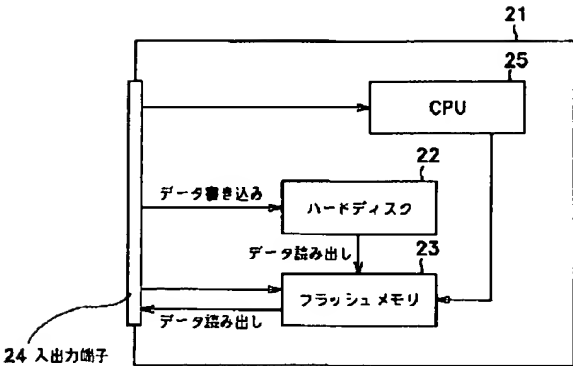 21
25
CPU
22
データ書き込み
ハードディスク
データ読み出し
23
フラッシュメモリ
データ読み出し
24 入出力端子